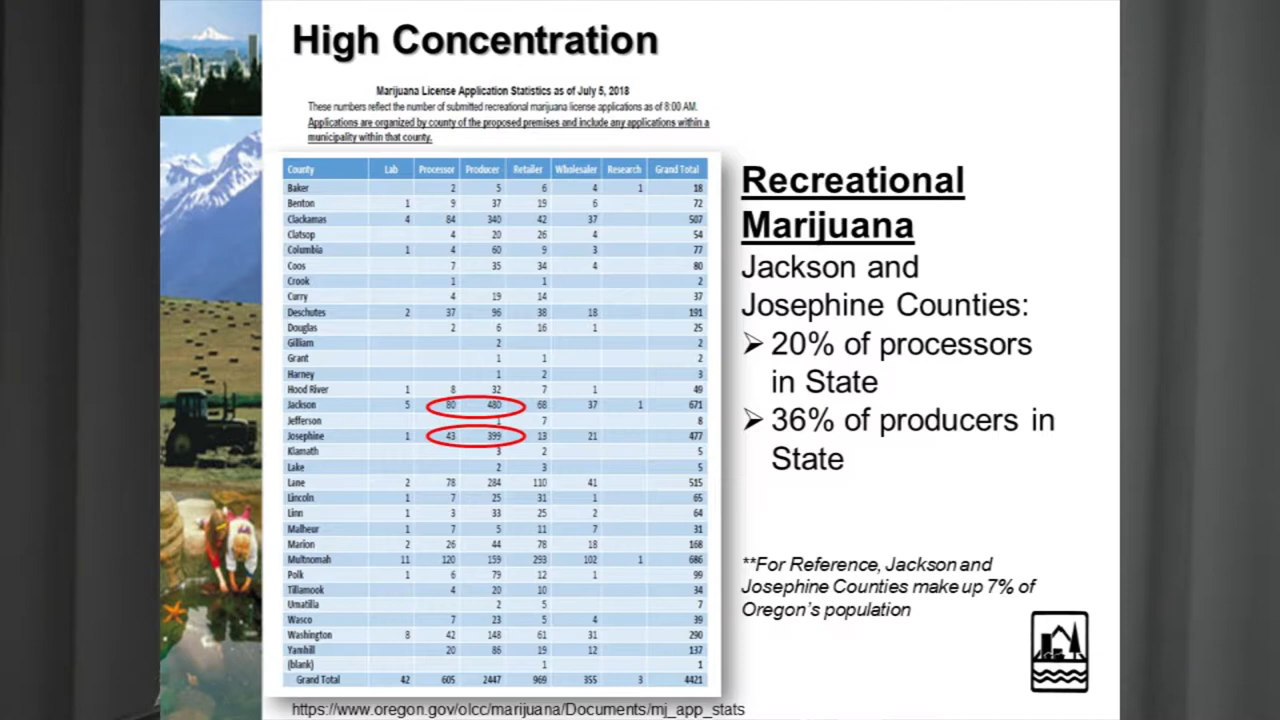 High Concentration
Marijuana License Application Statistics as of July 5, 2018
These numbers reflect the number of submitted recreational marijuana license applications as of 8:00 AM.
Applications are organized by county of the proposed premises and include any applications within a
municipality within that county.
County Lab Processor Producer Retailer Wholesaler Research Grand Total
Baker 2 5 6 4 1 18
Benton 1 9 37 19 6 72
Clackamas 4 84 340 42 37 507
Clatsop 4 20 26 4 54
Columbia 1 4 60 9 3 77
Coos 7 35 34 4 80
Crook 1 1 2
Curry 4 19 14 37
Deschutes 2 37 96 38 18 191
Douglas 2 6 16 1 25
Gilliam 2 2
Grant 1 1 2
Harney 1 2 3
Hood River 1 8 32 7 1 49
Jackson 5 80 480 68 37 1 671
Jefferson 1 7 8
Josephine 1 43 399 13 21 477
Klamath 3 2 5
Lake 2 3 5
Lane 2 78 284 110 41 515
Lincoln 1 7 25 31 1 65
Linn 1 3 33 25 2 64
Malheur 1 7 5 11 7 31
Marion 2 26 44 78 18 168
Multnomah 11 120 159 293 102 1 686
Polk 1 6 79 12 1 99
Tillamook 4 20 10 34
Umatilla 2 5 7
Wasco 7 23 5 4 39
Washington 8 42 148 61 31 290
Yamhill 20 86 19 12 137
(blank) 1 1
Grand Total 42 605 2447 969 355 3 4421
https://www.oregon.gov/olcc/marijuana/Documents/mj_app_stats
Recreational
Marijuana
Jackson and
Josephine Counties:
➢ 20% of processors
in State
➢ 36% of producers in
State
**For Reference, Jackson and
Josephine Counties make up 7% of
Oregon's population